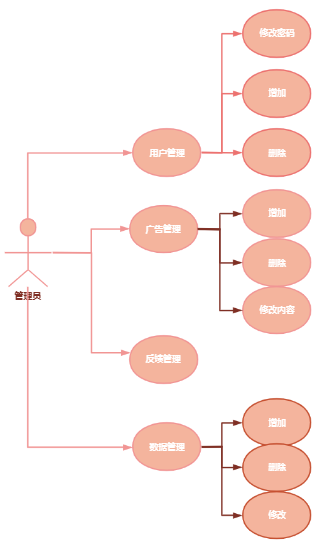 修改密码
增加
用户管理
删除
增加
广告管理
删除
管理员
修改内容
反馈管理
增加
数据管理
删除
修改